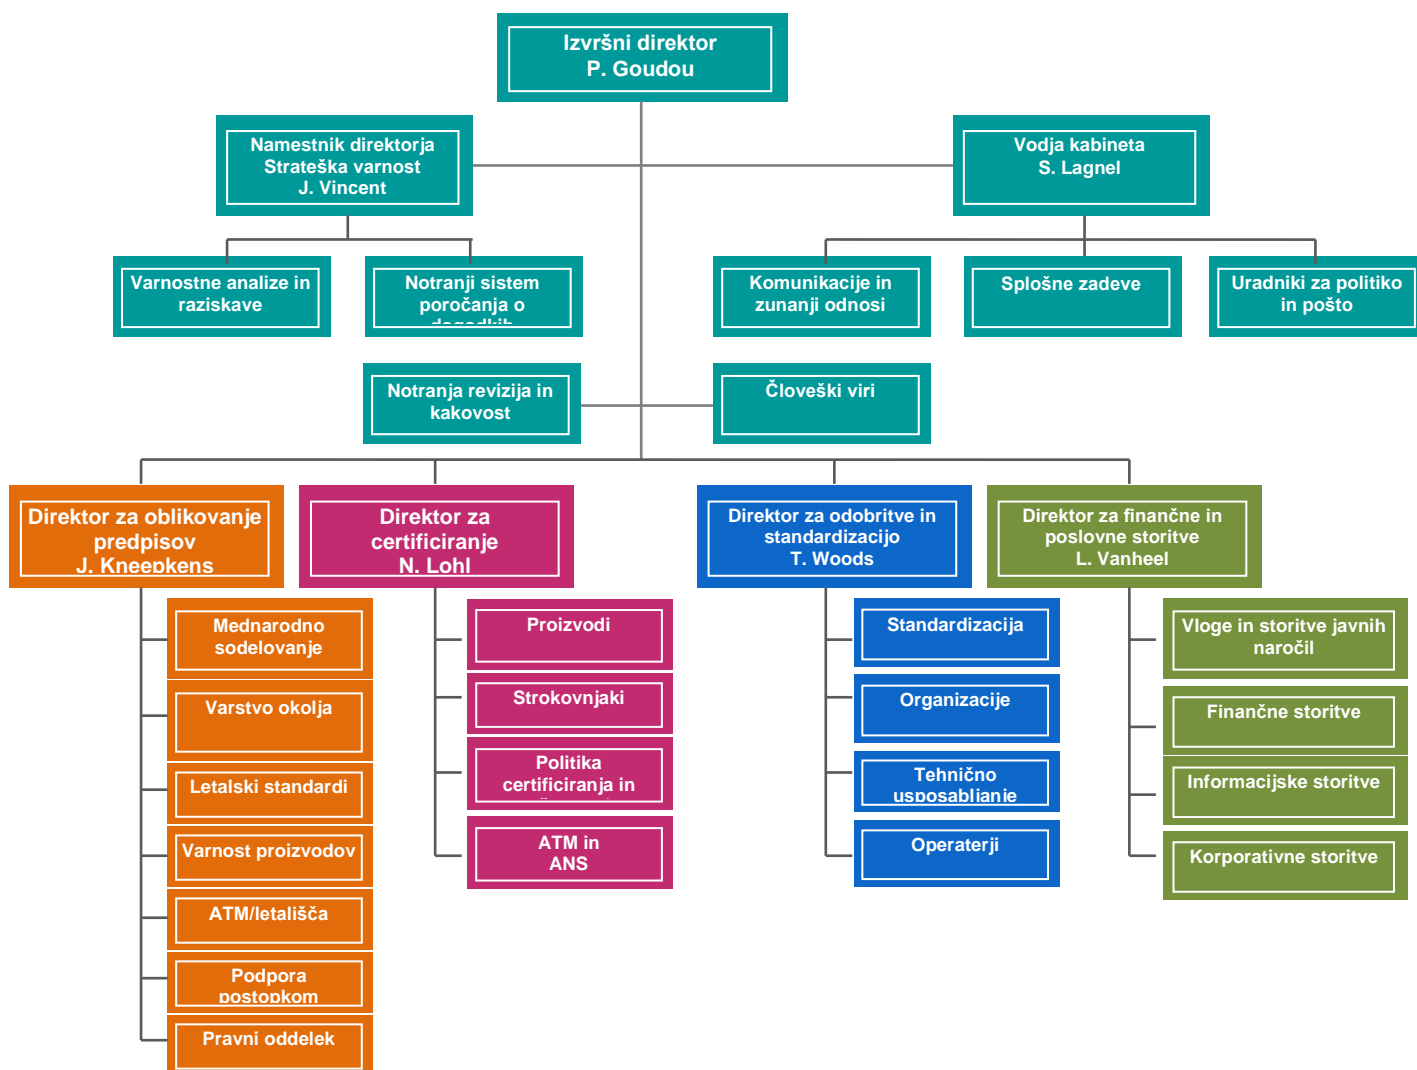 Izvršni direktor
P. Goudou
Namestnik direktorja
Strateška varnost
J. Vincent
Vodja kabineta
S. Lagnel
Varnostne analize in
raziskave
Notranji sistem
poročanja o
dogodkih
Komunikacije in
zunanji odnosi
Splošne zadeve
Uradniki za politiko
in pošto
Notranja revizija in
kakovost
Človeški viri
Direktor za oblikovanje
predpisov
J. Kneepkens
Direktor za
certificiranje
N. Lohl
Direktor za odobritve in
standardizacijo
T. Woods
Direktor za finančne in
poslovne storitve
L. Vanheel
Mednarodno
sodelovanje
Varstvo okolja
Letalski standardi
Varnost proizvodov
ATM/letališča
Podpora
postopkom
Pravni oddelek
Proizvodi
Strokovnjaki
Politika
certificiranja in
ATM in
ANS
Standardizacija
Organizacije
Tehnično
usposabljanje
Operaterji
Vloge in storitve javnih
naročil
Finančne storitve
Informacijske storitve
Korporativne storitve